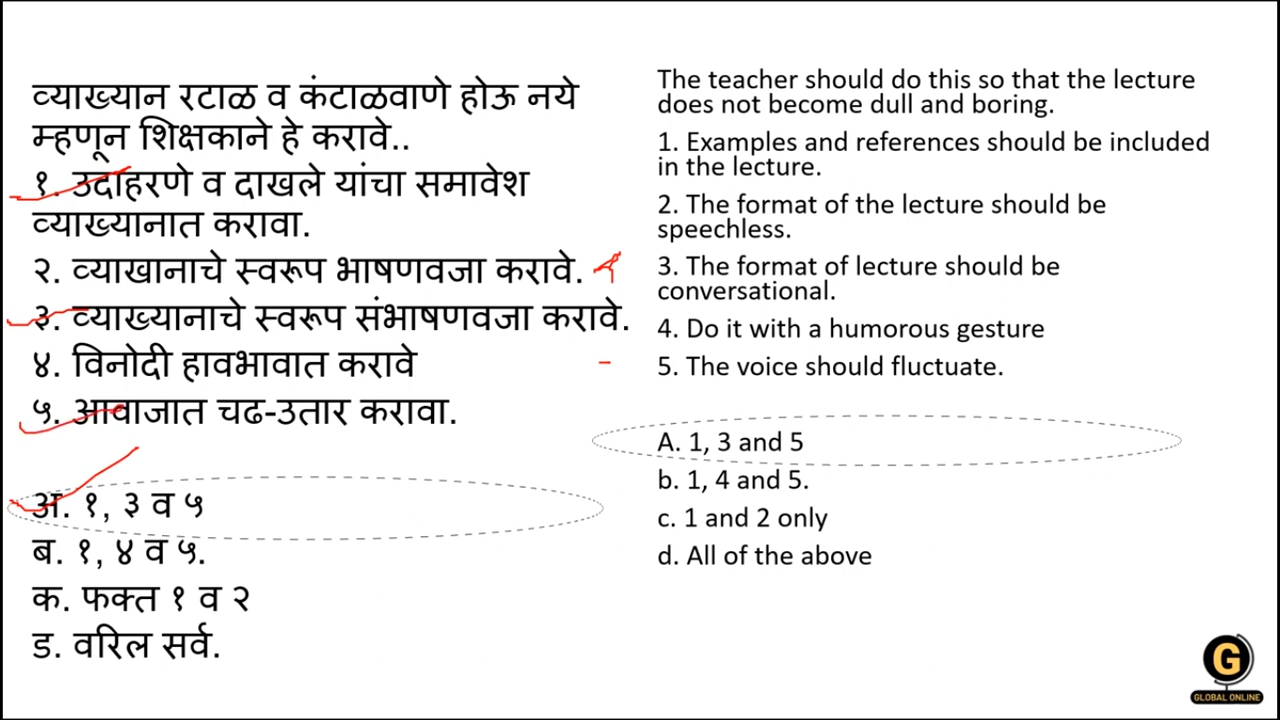 व्याख्यान रटाळ व कंटाळवाणे होऊ नये
म्हणून शिक्षकाने हे करावे..
१. उदाहरणे व दाखले यांचा समावेश
व्याख्यानात करावा.
२. व्याखानाचे स्वरूप भाषणवजा करावे.
३. व्याख्यानाचे स्वरूप संभाषणवजा करावे.
४. विनोदी हावभावात करावे
५. आवाजात चढ-उतार करावा.
अ. १, ३ व ५
ब. १, ४ व ५.
क. फक्त १ व २
ड. वरिल सर्व.
The teacher should do this so that the lecture
does not become dull and boring.
1. Examples and references should be included
in the lecture.
2. The format of the lecture should be
speechless.
3. The format of lecture should be
conversational.
4. Do it with a humorous gesture
5. The voice should fluctuate.
A. 1, 3 and 5
b. 1, 4 and 5.
c. 1 and 2 only
d. All of the above
G
GLOBAL ONLINE